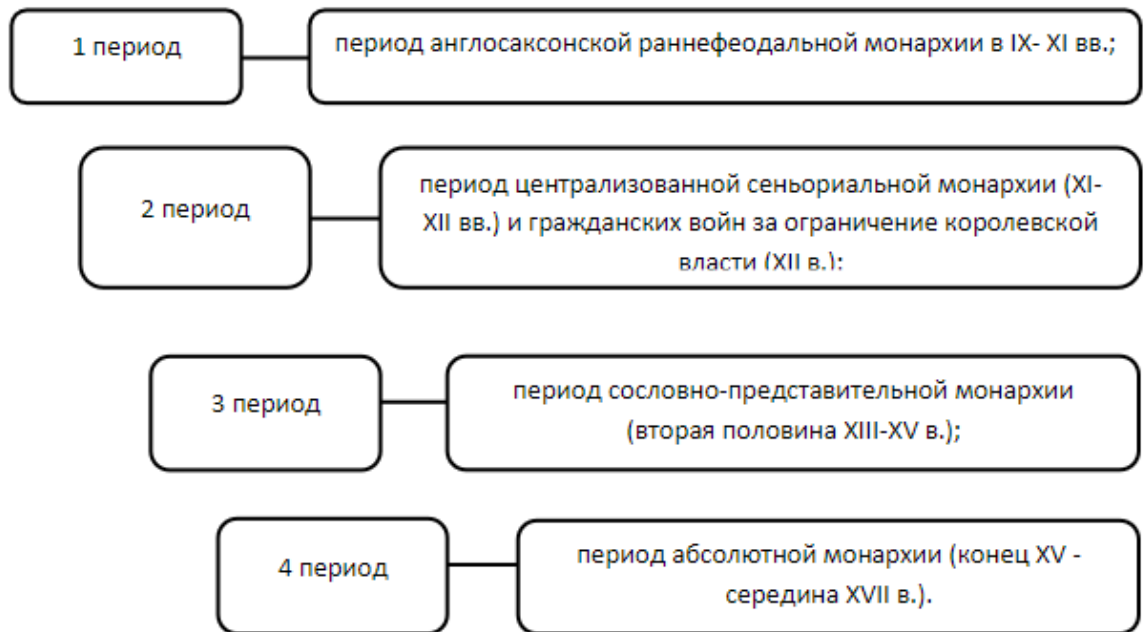 1 период
период англосаксонской раннефеодальной монархии в IX- XI вв.;
2 период
период централизованной сеньориальной монархии (XI-
XII вв.) и гражданских войн за ограничение королевской
власти (XII в.);
3 период
период сословно-представительной монархии
(вторая половина XIII-XV в.);
4 период
период абсолютной монархии (конец XV -
середина XVII в.).